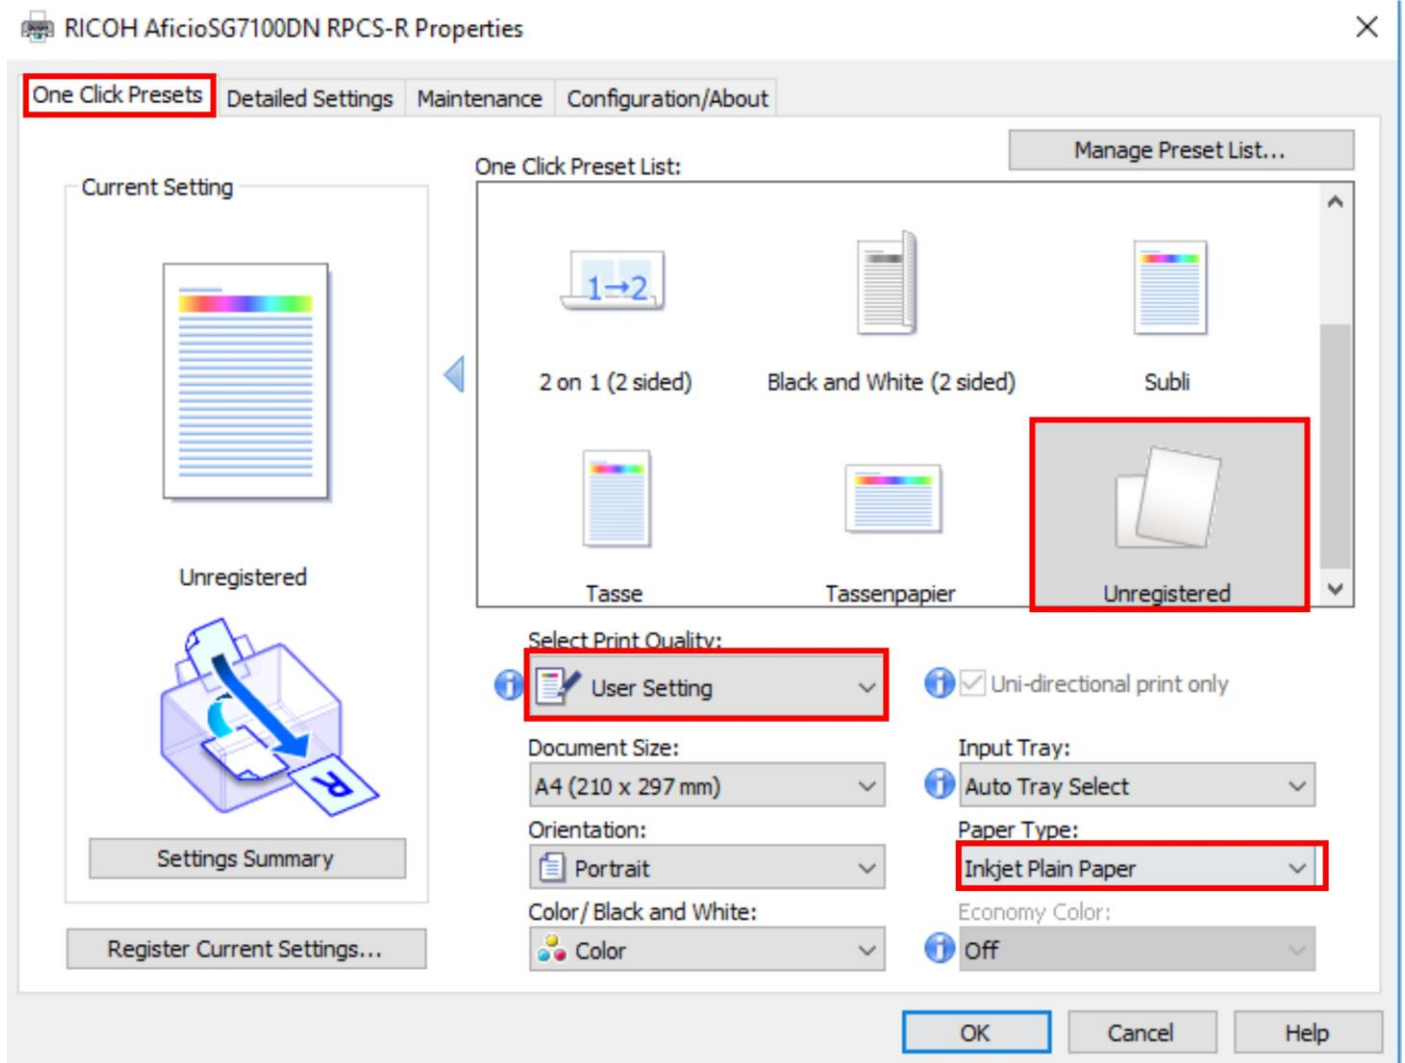 RICOH AficioSG7100DN RPCS-R Properties
One Click Presets
Detailed Settings
Maintenance
Configuration/About
Manage Preset List...
One Click Preset List:
Current Setting
1→2
2 on 1 (2 sided)
Black and White (2 sided)
Subli
Unregistered
Tasse
Tassenpapier
Unregistered
R
Settings Summary
Register Current Settings...
Select Print Quality:
User Setting
Uni-directional print only
Document Size:
A4 (210 x 297 mm)
Input Tray:
Auto Tray Select
Orientation:
Portrait
Paper Type:
Inkjet Plain Paper
Color/ Black and White:
Color
Economy Color:
Off
OK
Cancel
Help